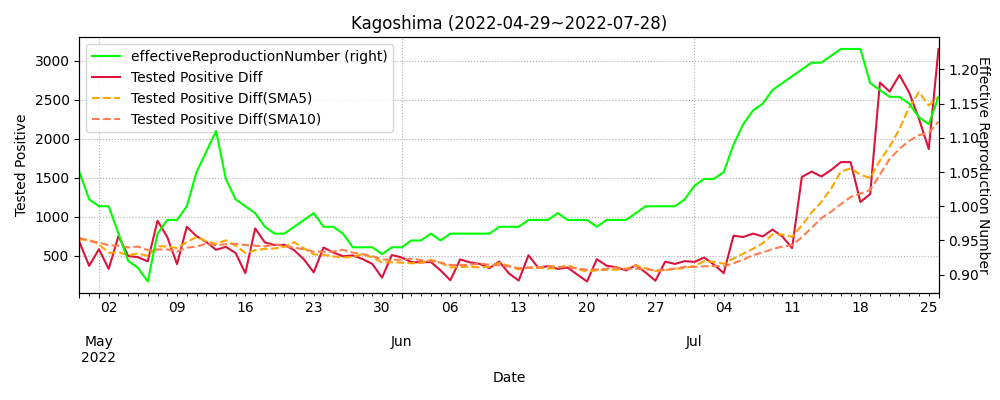 Kagoshima (2022-04-29~2022-07-28)
effectiveReproductionNumber (right)
Tested Positive Diff
Tested Positive Diff(SMA5)
Tested Positive Diff(SMA10)
Tested Positive
3000
2500
2000
1500
1000
500
1.20
1.15
1.10
1.05
1.00
0.95
0.90
Effective Reproduction Number
02 09 16 23 30 06 13 20 27 04 11 18 25
May Jun Jul
2022
Date